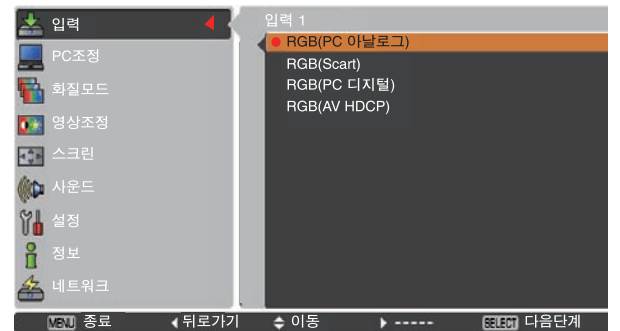 입력
PC조정
화질모드
영상조정
스크린
사운드
설정
정보
네트워크
입력 1
RGB(PC 아날로그)
RGB(Scart)
RGB(PC 디지털)
RGB(AV HDCP)
MENU 종료 뒤로가기 이동 ----- SELECT 다음단계